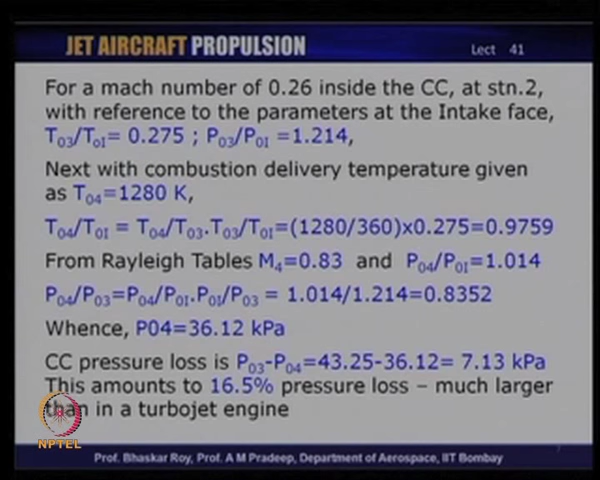 JET AIRCRAFT PROPULSION
Lect 41
For a mach number of 0.26 inside the CC, at stn.2,
with reference to the parameters at the Intake face,
T₀₃/T₀I= 0.275 ; P₀₃/P₀I =1.214,
Next with combustion delivery temperature given
as T₀₄=1280 K,
T₀₄/T₀I = T₀₄/T₀₃.T₀₃/T₀I=(1280/360)x0.275=0.9759
From Rayleigh Tables M₄=0.83 and P₀₄/P₀I=1.014
P₀₄/P₀₃=P₀₄/P₀I.P₀I/P₀₃ = 1.014/1.214=0.8352
Whence, P04=36.12 kPa
CC pressure loss is P₀₃-P₀₄=43.25-36.12= 7.13 kPa
This amounts to 16.5% pressure loss – much larger
than in a turbojet engine
NPTEL
Prof. Bhaskar Roy, Prof. A M Pradeep, Department of Aerospace, IIT Bombay